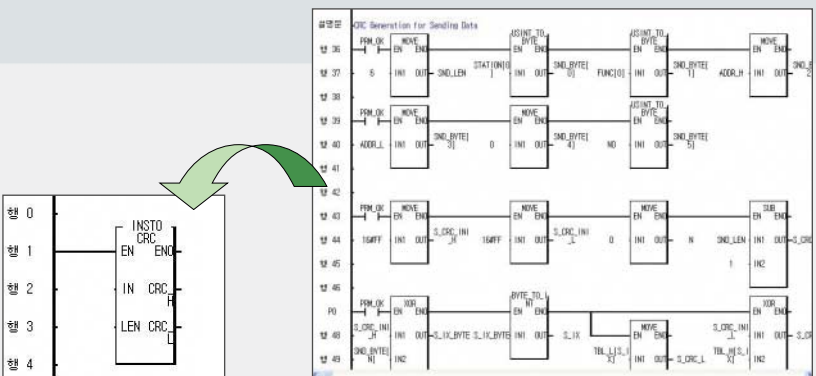 설명문 CRC Generation for Sending Data
USINT_TO_BYTE USINT_TO_BYTE
행 36 PRM_OK MOVE EN ENO EN ENO EN ENO MOVE EN ENO
행 37 5 IN1 OUT SND_LEN STATION[0] IN1 OUT SND_BYTE[0] FUNC[0] IN1 OUT SND_BYTE[1] ADDR_H IN1 OUT
행 38
USINT_TO_BYTE
행 39 PRM_OK MOVE EN ENO MOVE EN ENO EN ENO
행 40 ADDR_L IN1 OUT SND_BYTE[3] 0 IN1 OUT SND_BYTE[4] NO IN1 OUT SND_BYTE[5]
행 41
행 42
행 43 PRM_OK MOVE EN ENO MOVE EN ENO MOVE EN ENO SUB EN ENO
행 44 16#FF IN1 OUT S_CRC_INI_H 16#FF IN1 OUT S_CRC_INI_L 0 IN1 OUT N SND_LEN IN1 OUT S_CRC
행 45 1 IN2
행 46
BYTE_TO_INT
P0 PRM_OK XOR EN ENO EN ENO XOR EN ENO
행 48 S_CRC_INI_H IN1 OUT S_IX_BYTE S_IX_BYTE IN1 OUT S_IX MOVE EN ENO S_CRC_INI_L IN1 OUT
행 49 SND_BYTE[N] IN2 TBL_L[S_IX] IN1 OUT S_CRC_L TBL_H[S_IX] IN2
행 0
INSTO
CRC
행 1 EN ENO
행 2 IN CRC_H
행 3 LEN CRC_L
행 4